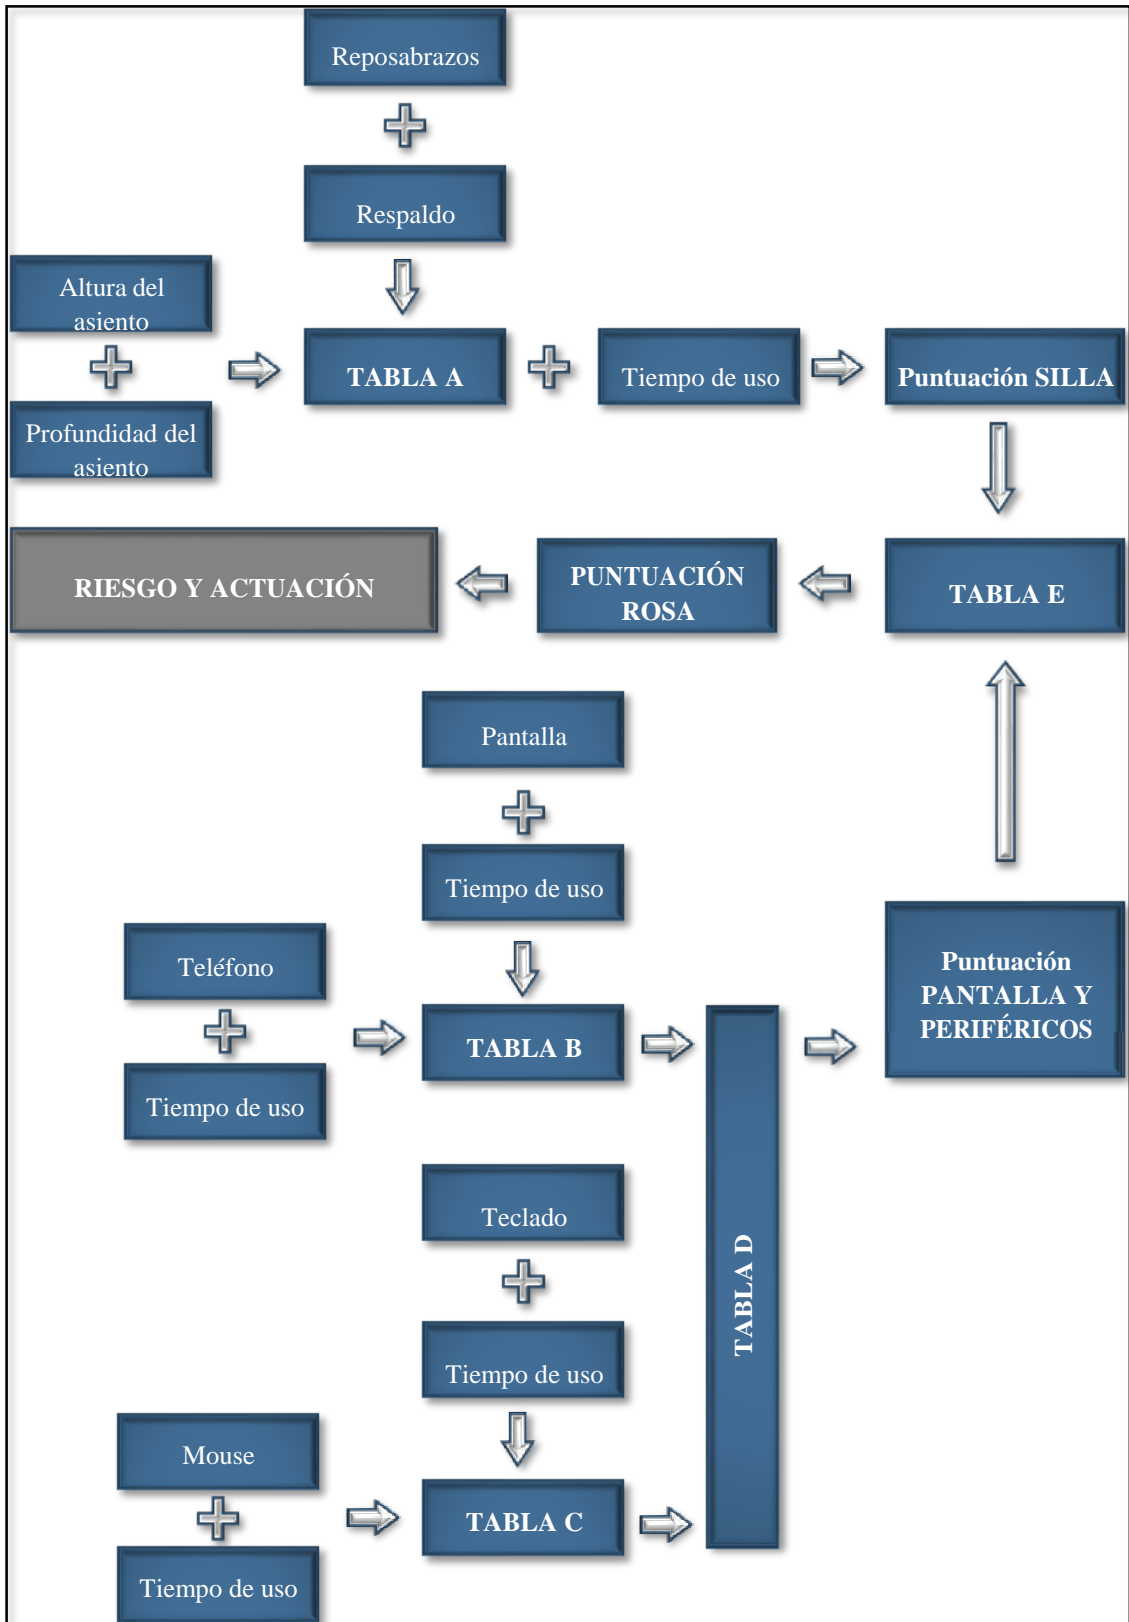 Reposabrazos
Respaldo
Altura del
asiento
Profundidad del
asiento
TABLA A
Tiempo de uso
Puntuación SILLA
RIESGO Y ACTUACIÓN
PUNTUACIÓN
ROSA
TABLA E
Pantalla
Tiempo de uso
Teléfono
Tiempo de uso
TABLA B
Puntuación
PANTALLA Y
PERIFÉRICOS
Teclado
Tiempo de uso
TABLA D
Mouse
Tiempo de uso
TABLA C